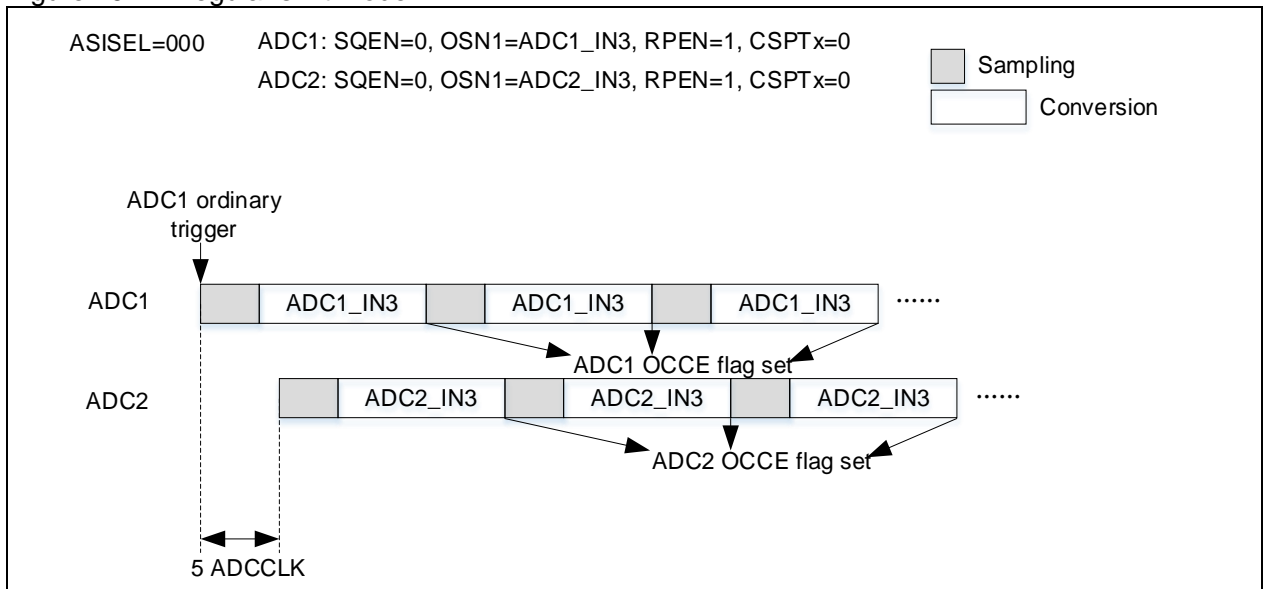 ASISEL=000
ADC1: SQEN=0, OSN1=ADC1_IN3, RPEN=1, CSPTx=0
ADC2: SQEN=0, OSN1=ADC2_IN3, RPEN=1, CSPTx=0
Sampling
Conversion
ADC1 ordinary
trigger
ADC1
ADC1_IN3
ADC1_IN3
ADC1_IN3
......
ADC1 OCCE flag set
ADC2
ADC2_IN3
ADC2_IN3
ADC2_IN3
......
ADC2 OCCE flag set
5 ADCCLK